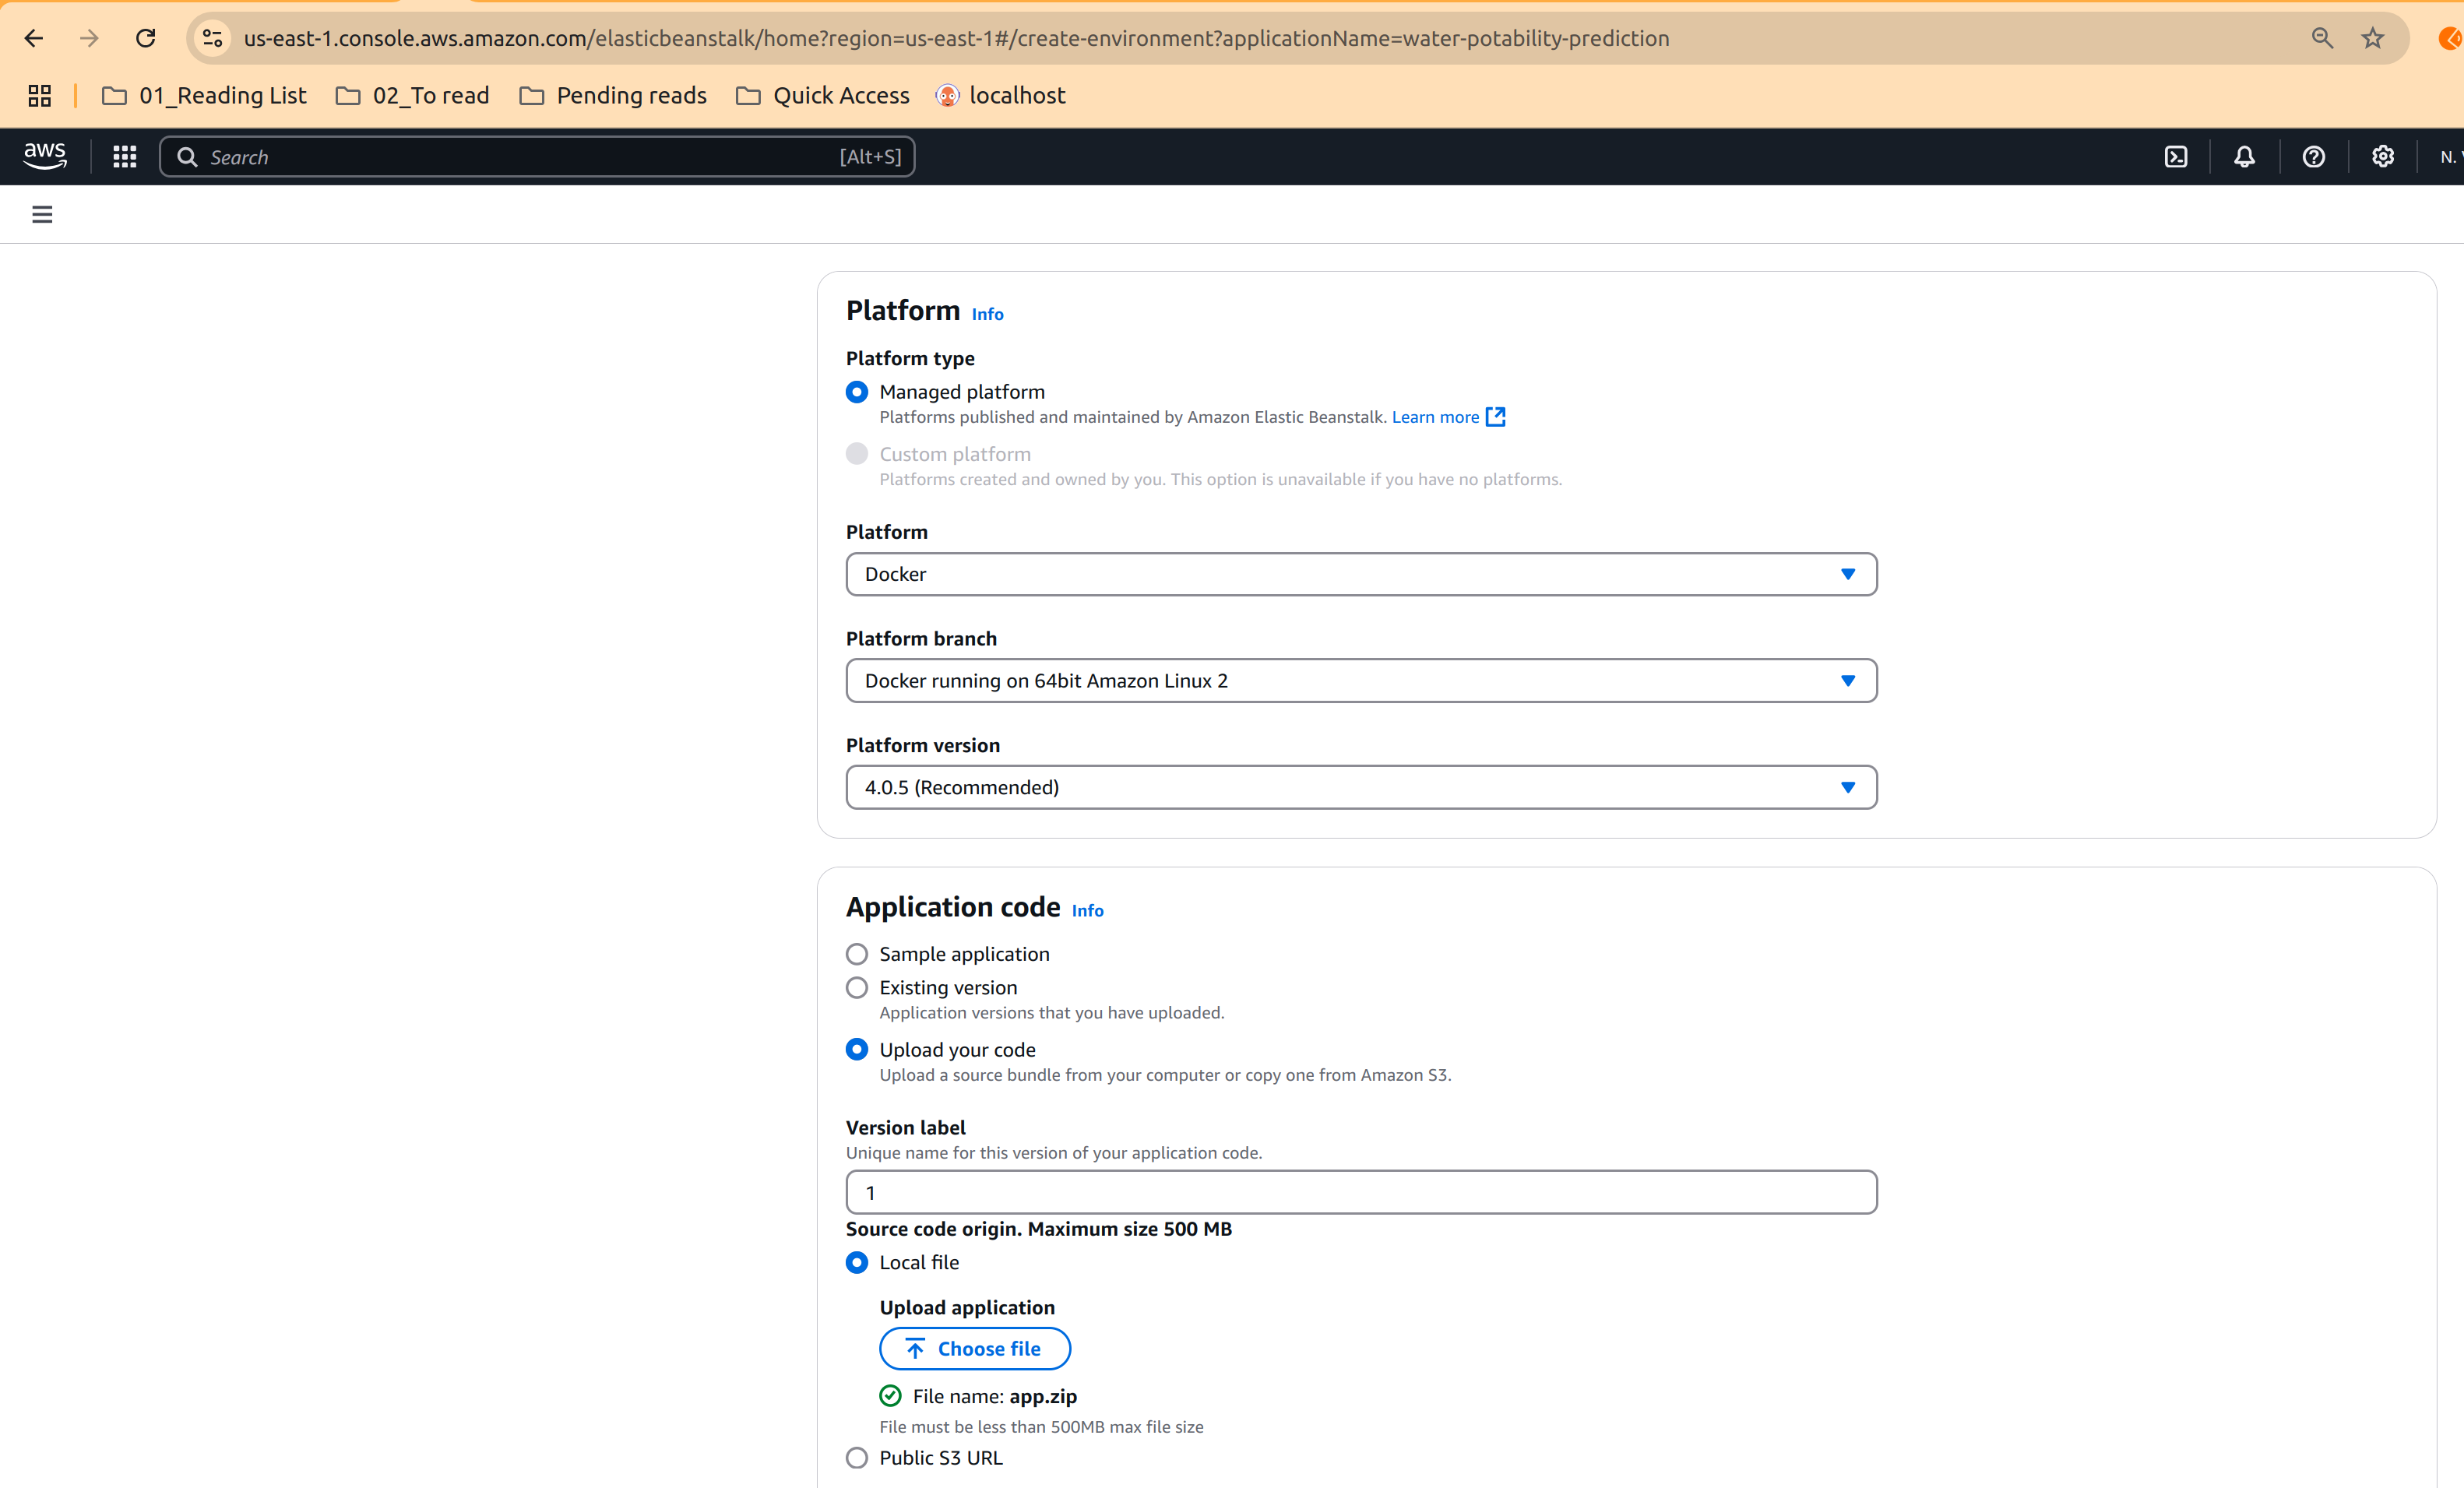 us-east-1.console.aws.amazon.com/elasticbeanstalk/home?region=us-east-1#/create-environment?applicationName=water-potability-prediction
01_Reading List 02_To read Pending reads Quick Access localhost
aws Search [Alt+S] N.
Platform Info
Platform type
Managed platform
Platforms published and maintained by Amazon Elastic Beanstalk. Learn more
Custom platform
Platforms created and owned by you. This option is unavailable if you have no platforms.
Platform
Docker
Platform branch
Docker running on 64bit Amazon Linux 2
Platform version
4.0.5 (Recommended)
Application code Info
Sample application
Existing version
Application versions that you have uploaded.
Upload your code
Upload a source bundle from your computer or copy one from Amazon S3.
Version label
Unique name for this version of your application code.
1
Source code origin. Maximum size 500 MB
Local file
Upload application
Choose file
File name: app.zip
File must be less than 500MB max file size
Public S3 URL